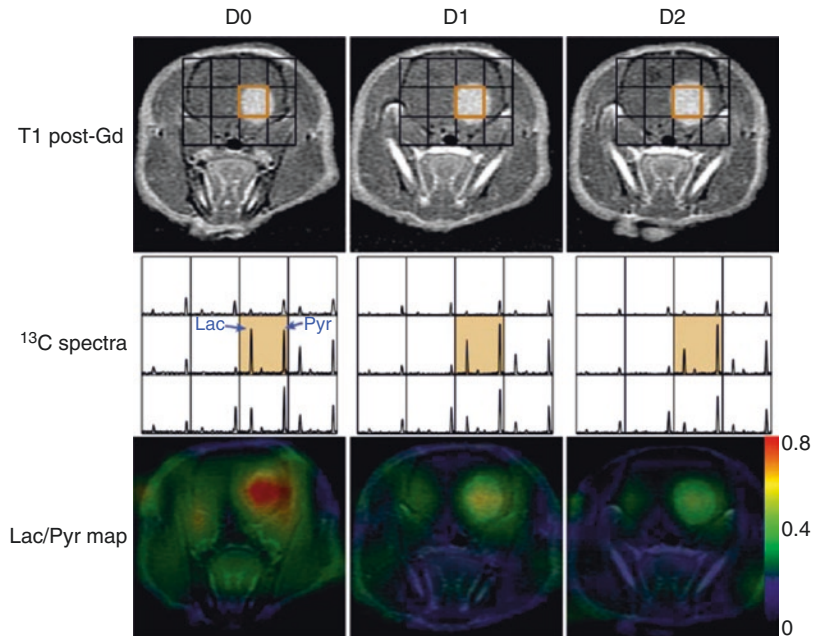 D0 D1 D2
T1 post-Gd
¹³C spectra
Lac Pyr
Lac/Pyr map
0.8
0.4
0